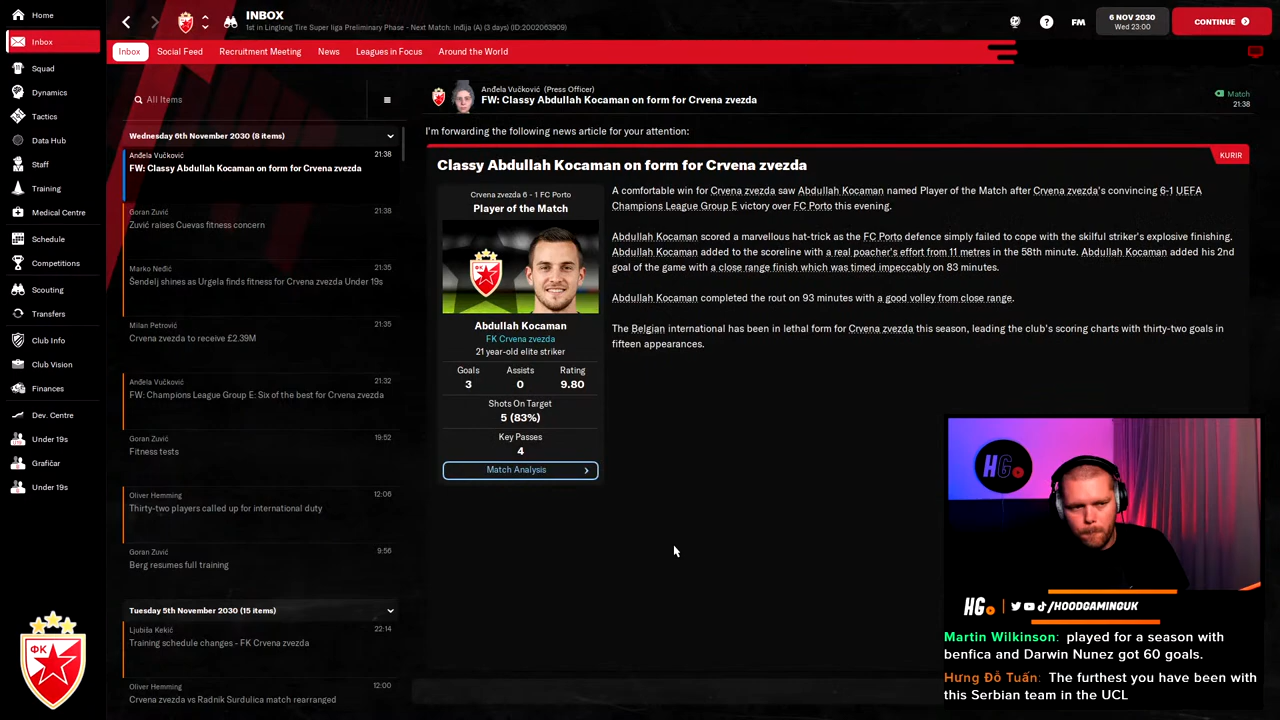 Home
INBOX
1st in Linglong Tire Super liga Preliminary Phase - Next Match: Inđija (A) (3 days) (ID:2002063909)
?
FM
6 NOV 2030
Wed 23:00
CONTINUE
Inbox
Inbox Social Feed Recruitment Meeting News Leagues in Focus Around the World
Squad
Dynamics
Tactics
Data Hub
Staff
Training
Medical Centre
Schedule
Competitions
Scouting
Transfers
Club Info
Club Vision
Finances
Dev. Centre
Under 19s
Grafičar
Under 19s
ФК
All Items
Wednesday 6th November 2030 (8 items)
Anđela Vučković 21:38
FW: Classy Abdullah Kocaman on form for Crvena zvezda
Goran Zuvić 21:38
Zuvić raises Cuevas fitness concern
Marko Nedić 21:35
Šendelj shines as Urgela finds fitness for Crvena zvezda Under 19s
Milan Petrović 21:35
Crvena zvezda to receive £2.39M
Anđela Vučković 21:32
FW: Champions League Group E: Six of the best for Crvena zvezda
Goran Zuvić 19:52
Fitness tests
Oliver Hemming 12:06
Thirty-two players called up for international duty
Goran Zuvić 9:56
Berg resumes full training
Tuesday 5th November 2030 (15 items)
Ljubiša Kekić 22:14
Training schedule changes - FK Crvena zvezda
Oliver Hemming 12:00
Crvena zvezda vs Radnik Surdulica match rearranged
Anđela Vučković (Press Officer)
FW: Classy Abdullah Kocaman on form for Crvena zvezda
Match
21:38
I'm forwarding the following news article for your attention:
Classy Abdullah Kocaman on form for Crvena zvezda
KURIR
Crvena zvezda 6 - 1 FC Porto
Player of the Match
Abdullah Kocaman
FK Crvena zvezda
21 year-old elite striker
Goals Assists Rating
3 0 9.80
Shots On Target
5 (83%)
Key Passes
4
Match Analysis
A comfortable win for Crvena zvezda saw Abdullah Kocaman named Player of the Match after Crvena zvezda's convincing 6-1 UEFA
Champions League Group E victory over FC Porto this evening.
Abdullah Kocaman scored a marvellous hat-trick as the FC Porto defence simply failed to cope with the skilful striker's explosive finishing.
Abdullah Kocaman added to the scoreline with a real poacher's effort from 11 metres in the 58th minute. Abdullah Kocaman added his 2nd
goal of the game with a close range finish which was timed impeccably on 83 minutes.
Abdullah Kocaman completed the rout on 93 minutes with a good volley from close range.
The Belgian international has been in lethal form for Crvena zvezda this season, leading the club's scoring charts with thirty-two goals in
fifteen appearances.
HG
HG
/HOODGAMINGUK
Martin Wilkinson: played for a season with
benfica and Darwin Nunez got 60 goals.
Hưng Đỗ Tuấn: The furthest you have been with
this Serbian team in the UCL